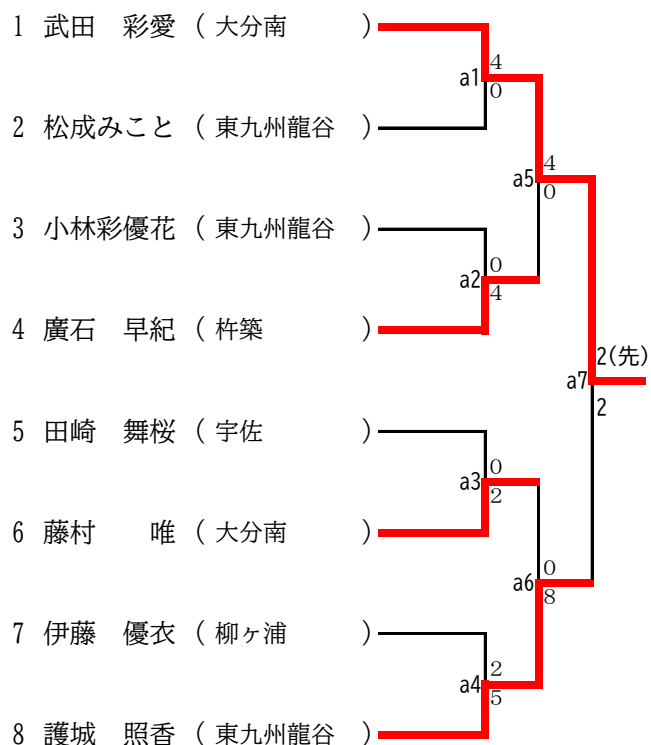 1 武田　彩愛 ( 大分南 )
4
a1
0
2 松成みこと ( 東九州龍谷 )
4
a5
0
3 小林彩優花 ( 東九州龍谷 )
0
a2
4
4 廣石　早紀 ( 杵築 )
2(先)
a7
2
5 田崎　舞桜 ( 宇佐 )
0
a3
2
6 藤村　　唯 ( 大分南 )
0
a6
8
7 伊藤　優衣 ( 柳ヶ浦 )
2
a4
5
8 護城　照香 ( 東九州龍谷 )